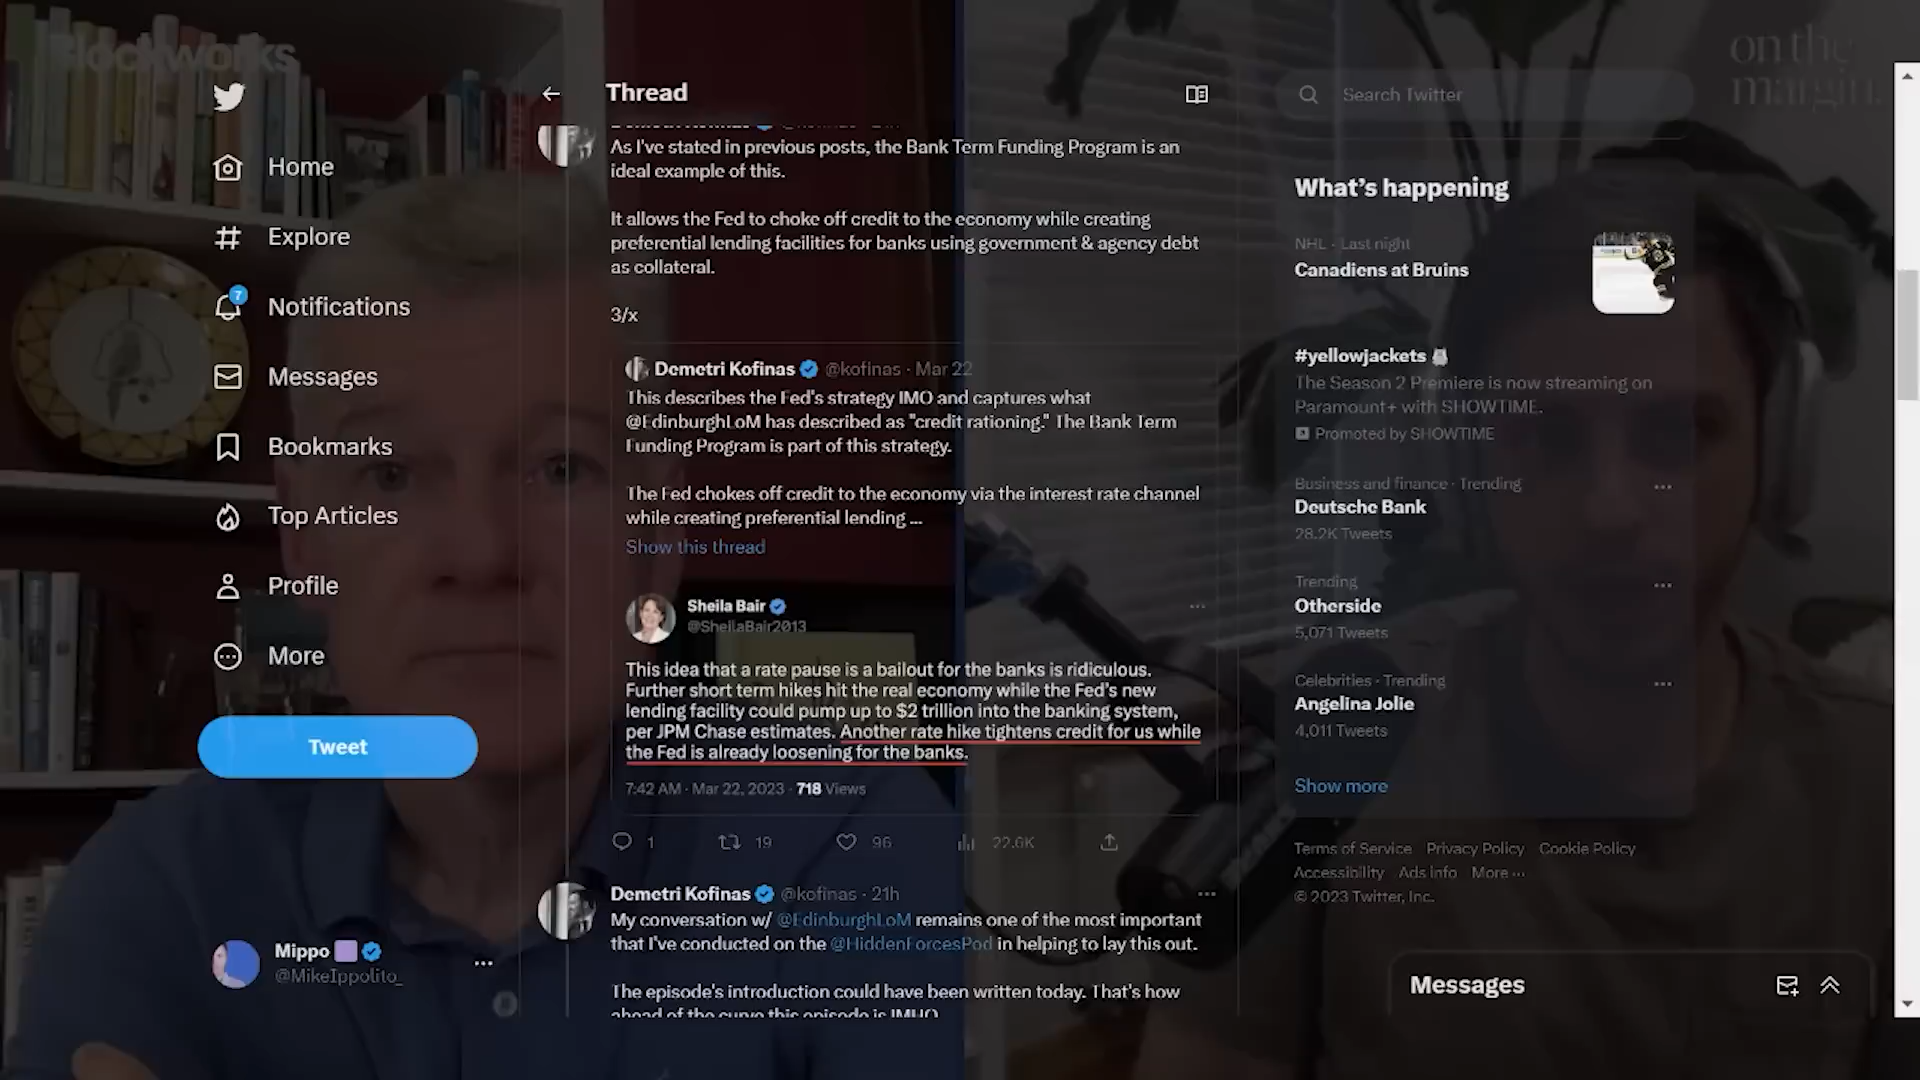 Blockworks
on the
margin.
Home
Explore
7
Notifications
Messages
Bookmarks
Top Articles
Profile
More
Tweet
Mippo
@MikeIppolito_
Thread
As I've stated in previous posts, the Bank Term Funding Program is an
ideal example of this.
It allows the Fed to choke off credit to the economy while creating
preferential lending facilities for banks using government & agency debt
as collateral.
3/x
Demetri Kofinas @kofinas · Mar 22
This describes the Fed's strategy IMO and captures what
@EdinburghLoM has described as "credit rationing." The Bank Term
Funding Program is part of this strategy.
The Fed chokes off credit to the economy via the interest rate channel
while creating preferential lending ...
Show this thread
Sheila Bair
@SheilaBair2013
This idea that a rate pause is a bailout for the banks is ridiculous.
Further short term hikes hit the real economy while the Fed's new
lending facility could pump up to $2 trillion into the banking system,
per JPM Chase estimates. Another rate hike tightens credit for us while
the Fed is already loosening for the banks.
7:42 AM · Mar 22, 2023 · 718 Views
1 19 96 22.6K
Demetri Kofinas @kofinas · 21h
My conversation w/ @EdinburghLoM remains one of the most important
that I've conducted on the @HiddenForcesPod in helping to lay this out.
The episode's introduction could have been written today. That's how
ahead of the curve this episode is IMHO.
Search Twitter
What's happening
NHL · Last night
Canadiens at Bruins
#yellowjackets
The Season 2 Premiere is now streaming on
Paramount+ with SHOWTIME.
Promoted by SHOWTIME
Business and finance · Trending
Deutsche Bank
28.2K Tweets
Trending
Otherside
5,071 Tweets
Celebrities · Trending
Angelina Jolie
4,011 Tweets
Show more
Terms of Service Privacy Policy Cookie Policy
Accessibility Ads info More ···
© 2023 Twitter, Inc.
Messages